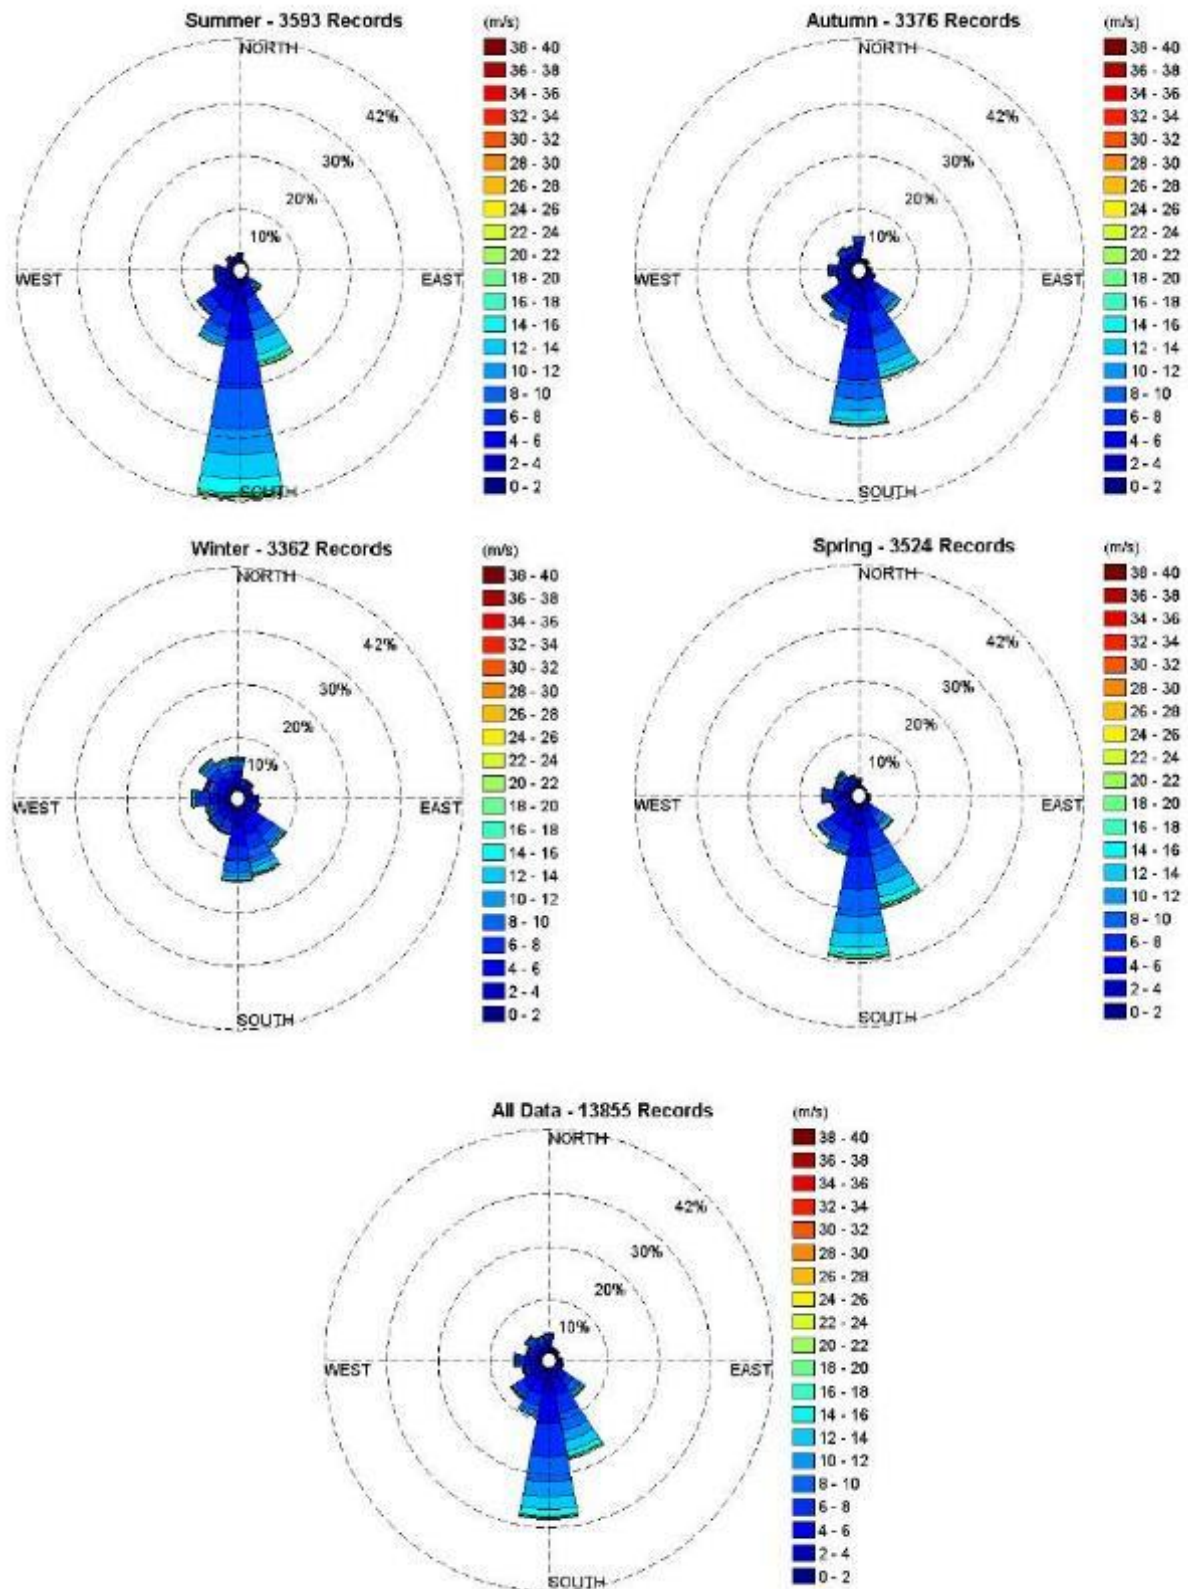 Summer - 3593 Records
(m/s)
NORTH
42%
30%
20%
10%
WEST
EAST
SOUTH
38 - 40
36 - 38
34 - 36
32 - 34
30 - 32
28 - 30
26 - 28
24 - 26
22 - 24
20 - 22
18 - 20
16 - 18
14 - 16
12 - 14
10 - 12
8 - 10
6 - 8
4 - 6
2 - 4
0 - 2
Autumn - 3376 Records
(m/s)
NORTH
42%
30%
20%
10%
WEST
EAST
SOUTH
38 - 40
36 - 38
34 - 36
32 - 34
30 - 32
28 - 30
26 - 28
24 - 26
22 - 24
20 - 22
18 - 20
16 - 18
14 - 16
12 - 14
10 - 12
8 - 10
6 - 8
4 - 6
2 - 4
0 - 2
Winter - 3362 Records
(m/s)
NORTH
42%
30%
20%
10%
WEST
EAST
SOUTH
38 - 40
36 - 38
34 - 36
32 - 34
30 - 32
28 - 30
26 - 28
24 - 26
22 - 24
20 - 22
18 - 20
16 - 18
14 - 16
12 - 14
10 - 12
8 - 10
6 - 8
4 - 6
2 - 4
0 - 2
Spring - 3524 Records
(m/s)
NORTH
42%
30%
20%
10%
WEST
EAST
SOUTH
38 - 40
36 - 38
34 - 36
32 - 34
30 - 32
28 - 30
26 - 28
24 - 26
22 - 24
20 - 22
18 - 20
16 - 18
14 - 16
12 - 14
10 - 12
8 - 10
6 - 8
4 - 6
2 - 4
0 - 2
All Data - 13855 Records
(m/s)
NORTH
42%
30%
20%
10%
WEST
EAST
SOUTH
38 - 40
36 - 38
34 - 36
32 - 34
30 - 32
28 - 30
26 - 28
24 - 26
22 - 24
20 - 22
18 - 20
16 - 18
14 - 16
12 - 14
10 - 12
8 - 10
6 - 8
4 - 6
2 - 4
0 - 2